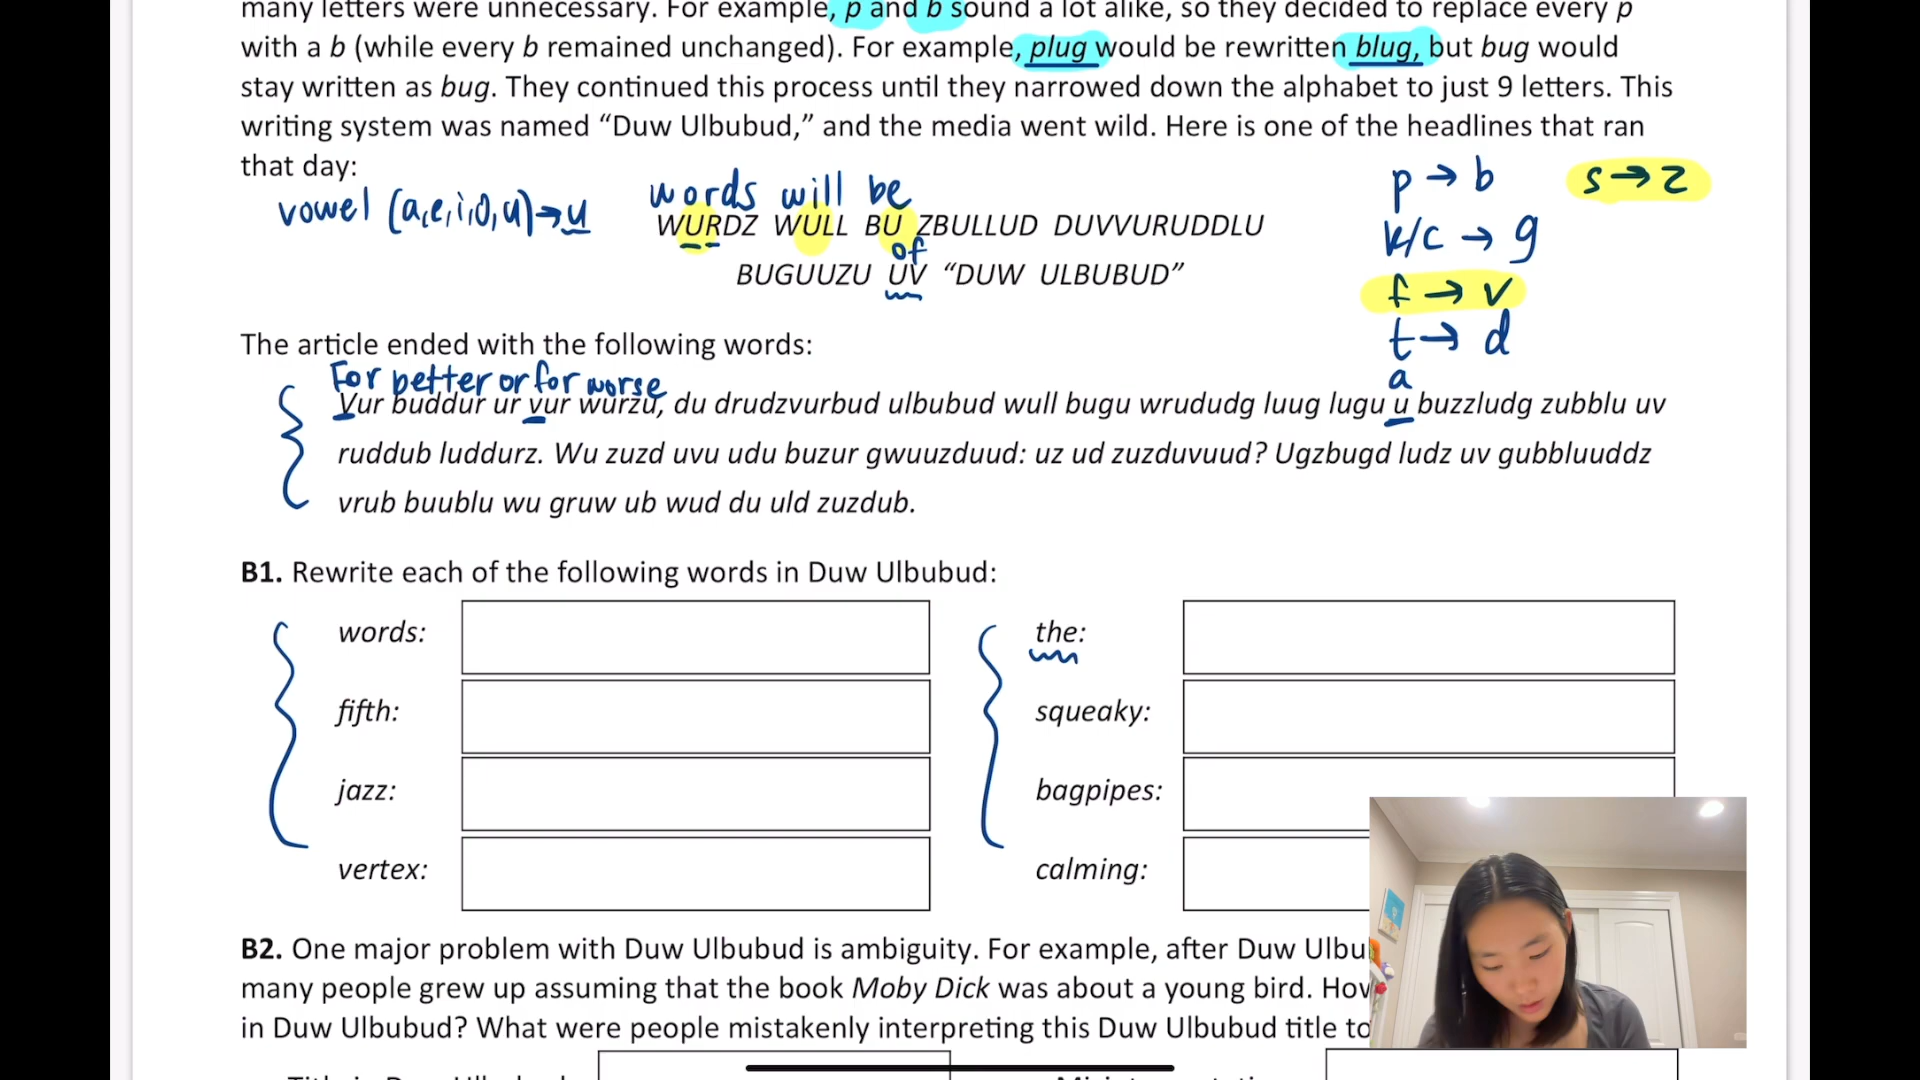 many letters were unnecessary. For example, p and b sound a lot alike, so they decided to replace every p
with a b (while every b remained unchanged). For example, plug would be rewritten blug, but bug would
stay written as bug. They continued this process until they narrowed down the alphabet to just 9 letters. This
writing system was named “Duw Ulbubud,” and the media went wild. Here is one of the headlines that ran
that day:
p → b
s → z
vowel (a,e,i,o,u) → u
words will be
WURDZ WULL BU ZBULLUD DUVVURUDDLU
k/c → g
of
BUGUUZU UV “DUW ULBUBUD”
f → v
The article ended with the following words:
t → d
For better or for worse
a
Vur buddur ur vur wurzu, du drudzvurbud ulbubud wull bugu wrududg luug lugu u buzzludg zubblu uv
ruddub luddurz. Wu zuzd uvu udu buzur gwuuzduud: uz ud zuzduvuud? Ugzbugd ludz uv gubbluuddz
vrub buublu wu gruw ub wud du uld zuzdub.
B1. Rewrite each of the following words in Duw Ulbubud:
words:
the:
fifth:
squeaky:
jazz:
bagpipes:
vertex:
calming:
B2. One major problem with Duw Ulbubud is ambiguity. For example, after Duw Ulbu
many people grew up assuming that the book Moby Dick was about a young bird. How
in Duw Ulbubud? What were people mistakenly interpreting this Duw Ulbubud title to